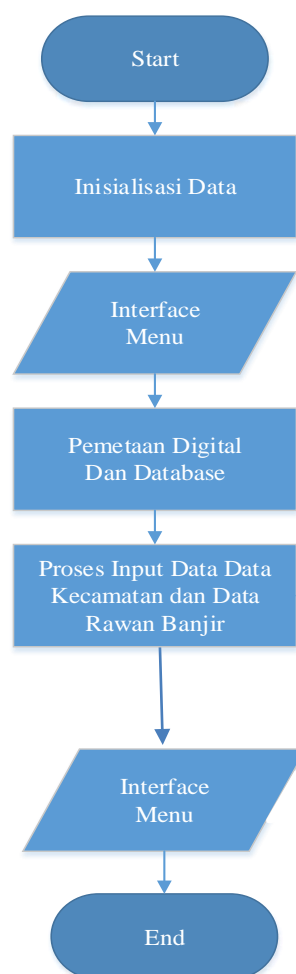 Start
Inisialisasi Data
Interface
Menu
Pemetaan Digital
Dan Database
Proses Input Data Data
Kecamatan dan Data
Rawan Banjir
Interface
Menu
End